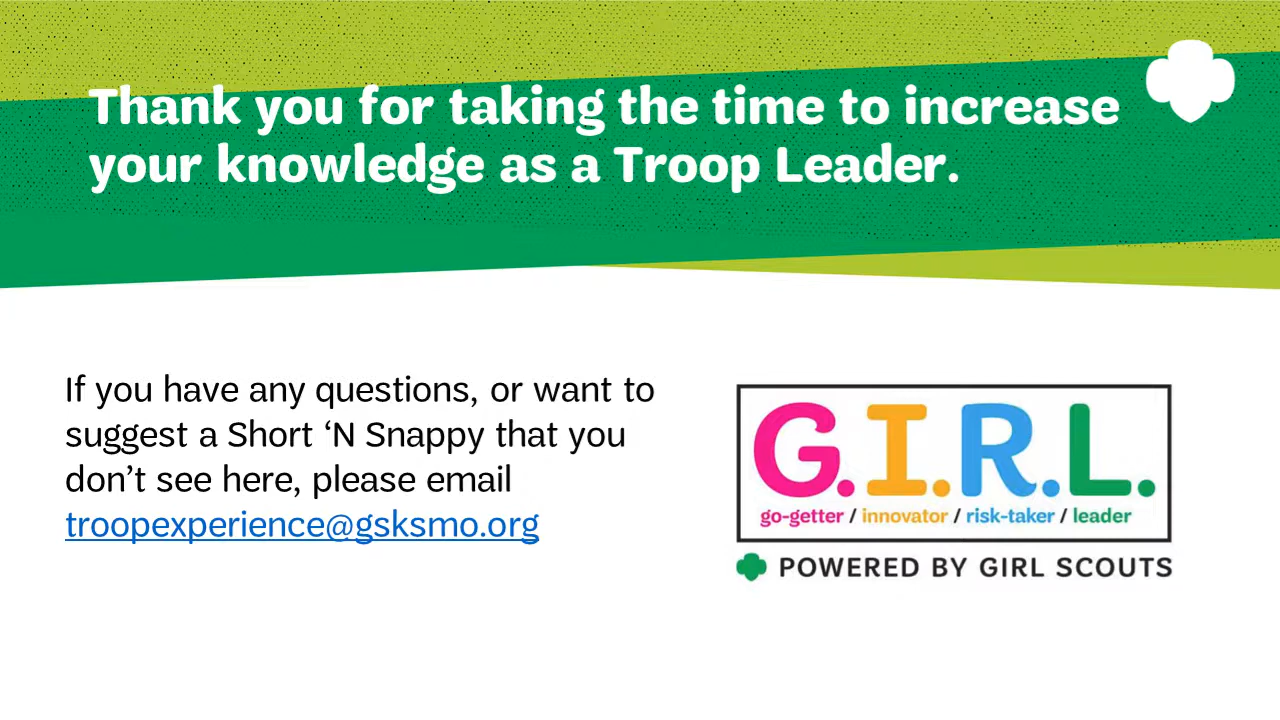 Thank you for taking the time to increase
your knowledge as a Troop Leader.
If you have any questions, or want to
suggest a Short ‘N Snappy that you
don’t see here, please email
troopexperience@gsksmo.org
G.I.R.L.
go-getter / innovator / risk-taker / leader
POWERED BY GIRL SCOUTS